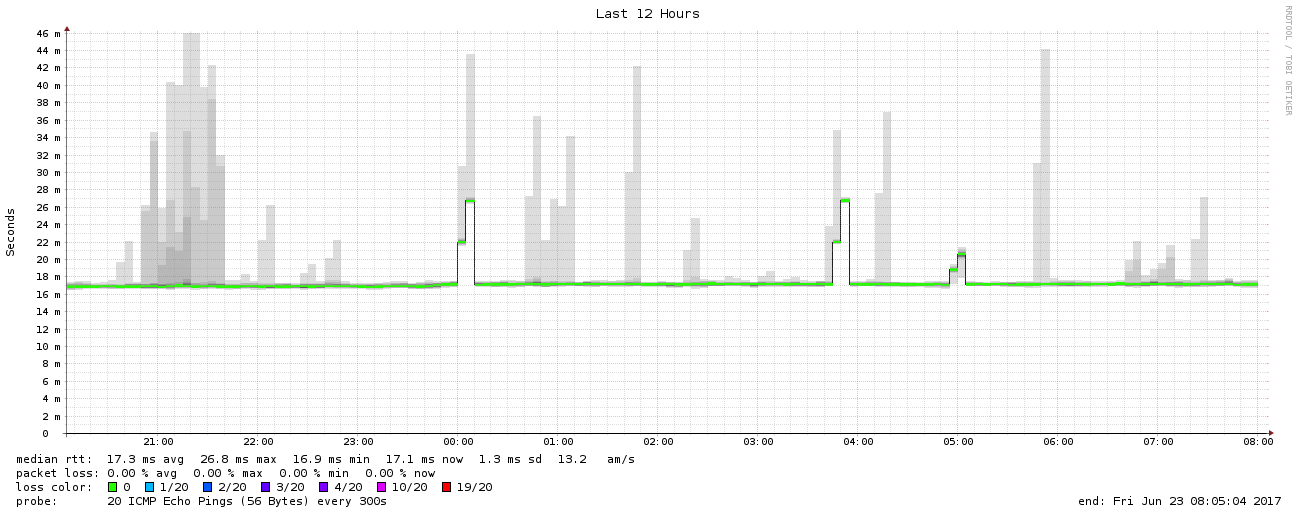 Last 12 Hours
RRDTOOL / TOBI OETIKER
Seconds
46 m
44 m
42 m
40 m
38 m
36 m
34 m
32 m
30 m
28 m
26 m
24 m
22 m
20 m
18 m
16 m
14 m
12 m
10 m
8 m
6 m
4 m
2 m
0
21:00 22:00 23:00 00:00 01:00 02:00 03:00 04:00 05:00 06:00 07:00 08:00
median rtt: 17.3 ms avg 26.8 ms max 16.9 ms min 17.1 ms now 1.3 ms sd 13.2 am/s
packet loss: 0.00 % avg 0.00 % max 0.00 % min 0.00 % now
loss color: 0 1/20 2/20 3/20 4/20 10/20 19/20
probe: 20 ICMP Echo Pings (56 Bytes) every 300s end: Fri Jun 23 08:05:04 2017